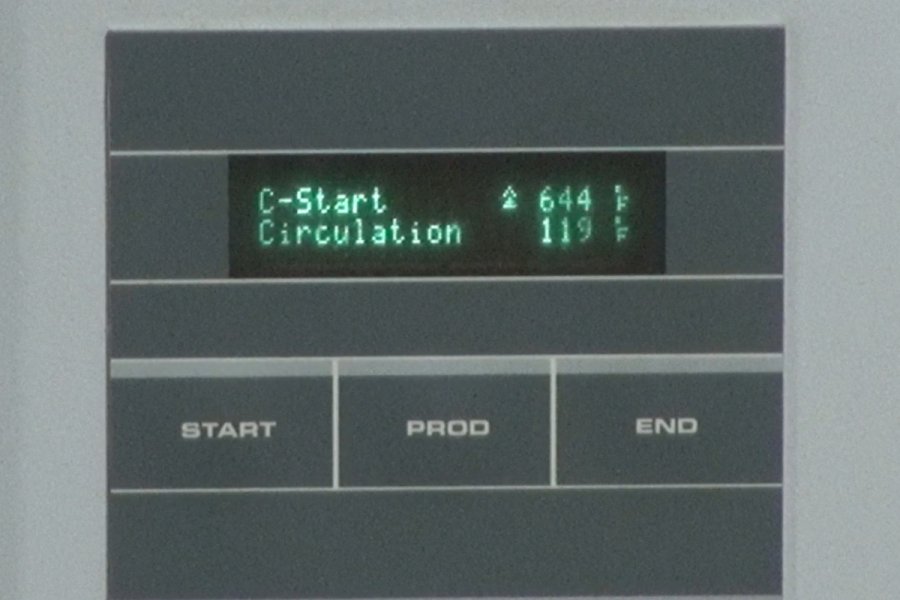 C-Start 644 °F
Circulation 119 °F
START PROD END